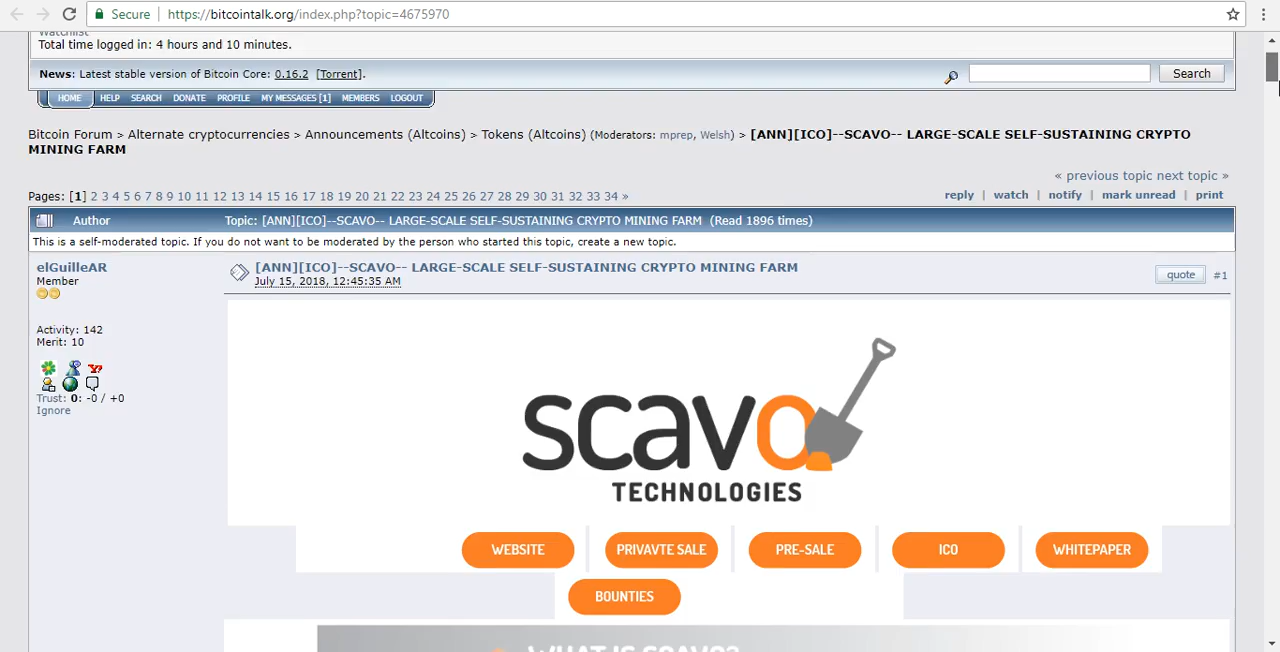 Secure | https://bitcointalk.org/index.php?topic=4675970
Watchlist
Total time logged in: 4 hours and 10 minutes.
News: Latest stable version of Bitcoin Core: 0.16.2 [Torrent].
Search
HOME HELP SEARCH DONATE PROFILE MY MESSAGES [1] MEMBERS LOGOUT
Bitcoin Forum > Alternate cryptocurrencies > Announcements (Altcoins) > Tokens (Altcoins) (Moderators: mprep, Welsh) > [ANN][ICO]--SCAVO-- LARGE-SCALE SELF-SUSTAINING CRYPTO
MINING FARM
« previous topic next topic »
Pages: [1] 2 3 4 5 6 7 8 9 10 11 12 13 14 15 16 17 18 19 20 21 22 23 24 25 26 27 28 29 30 31 32 33 34 »
reply | watch | notify | mark unread | print
Author
Topic: [ANN][ICO]--SCAVO-- LARGE-SCALE SELF-SUSTAINING CRYPTO MINING FARM (Read 1896 times)
This is a self-moderated topic. If you do not want to be moderated by the person who started this topic, create a new topic.
elGuilleAR
Member
Activity: 142
Merit: 10
Trust: 0: -0 / +0
Ignore
[ANN][ICO]--SCAVO-- LARGE-SCALE SELF-SUSTAINING CRYPTO MINING FARM
July 15, 2018, 12:45:35 AM
quote #1
scavo
TECHNOLOGIES
WEBSITE
PRIVAVTE SALE
PRE-SALE
ICO
WHITEPAPER
BOUNTIES
WHAT IS SCAVO?